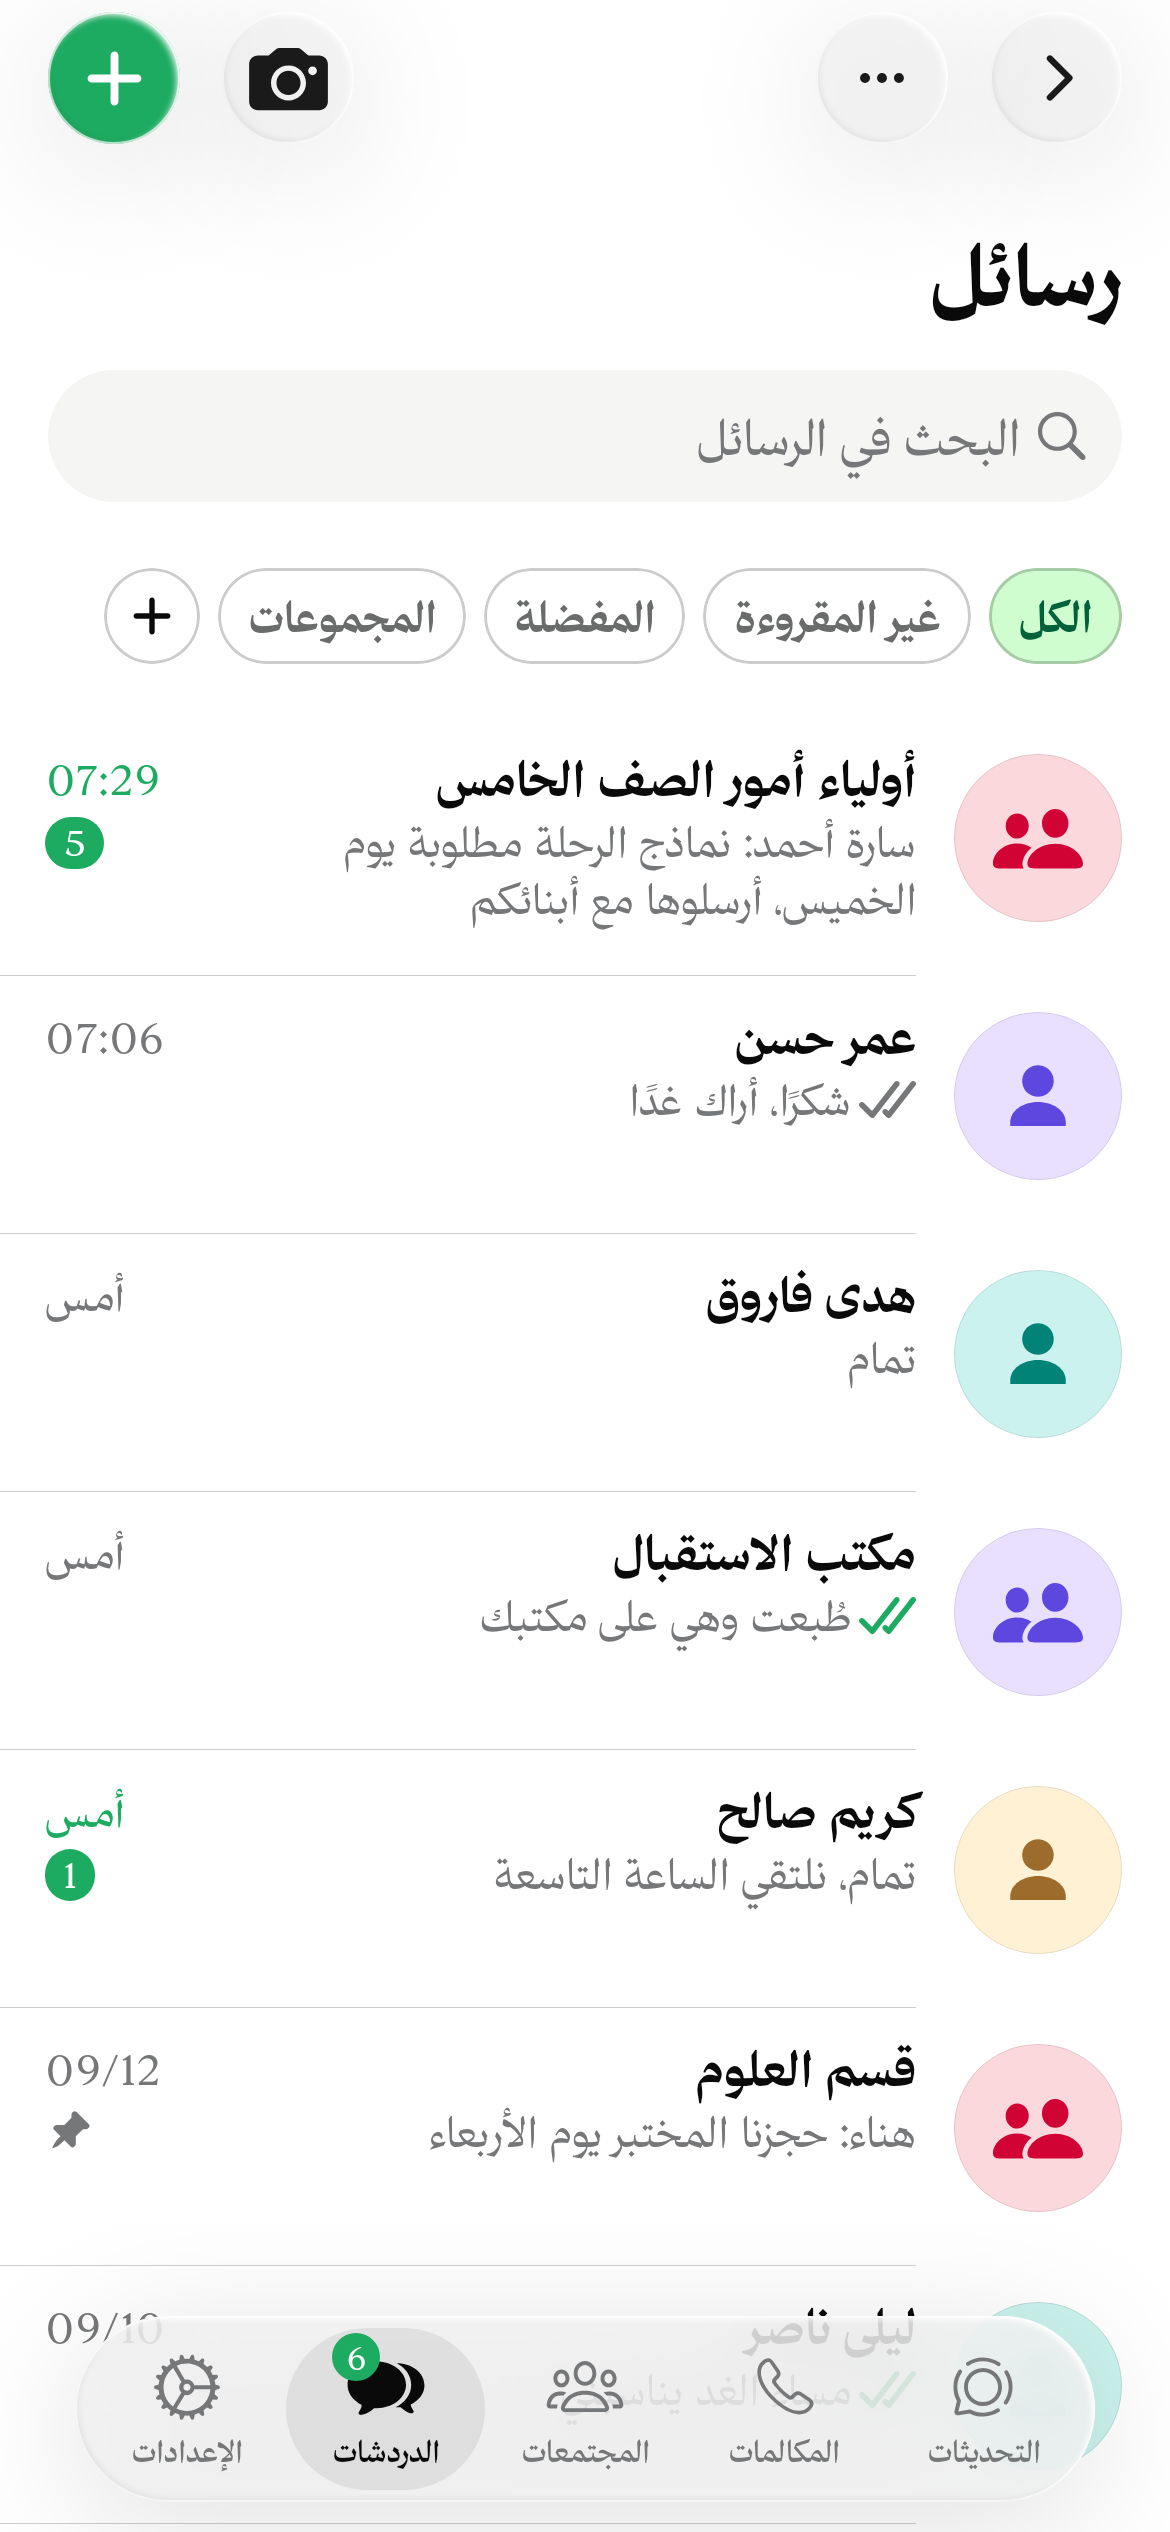 رسائل
البحث في الرسائل
الكل
غير المقروءة
المفضلة
المجموعات
أولياء أمور الصف الخامس
07:29
سارة أحمد: نماذج الرحلة مطلوبة يوم
5
الخميس، أرسلوها مع أبنائكم
عمر حسن
07:06
شكرًا، أراك غدًا
هدى فاروق
أمس
تمام
مكتب الاستقبال
أمس
طُبعت وهي على مكتبك
كريم صالح
أمس
تمام، نلتقي الساعة التاسعة
1
قسم العلوم
09/12
هناء: حجزنا المختبر يوم الأربعاء
ليلى ناصر
09/10
مساء الغد يناسبني
6
التحديثات
المكالمات
المجتمعات
الدردشات
الإعدادات